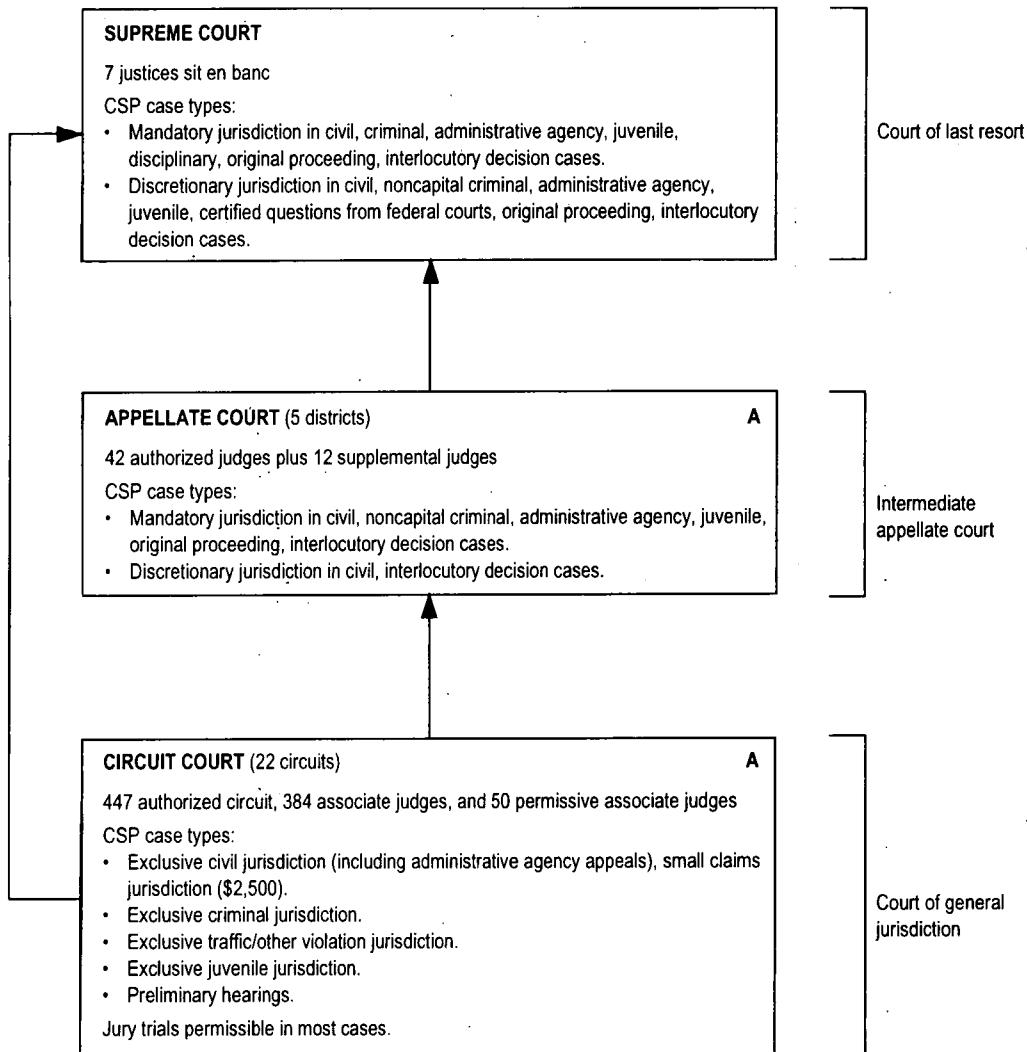 SUPREME COURT
7 justices sit en banc
CSP case types:
• Mandatory jurisdiction in civil, criminal, administrative agency, juvenile,
disciplinary, original proceeding, interlocutory decision cases.
• Discretionary jurisdiction in civil, noncapital criminal, administrative agency,
juvenile, certified questions from federal courts, original proceeding, interlocutory
decision cases.
Court of last resort
APPELLATE COURT (5 districts) A
42 authorized judges plus 12 supplemental judges
CSP case types:
• Mandatory jurisdiction in civil, noncapital criminal, administrative agency, juvenile,
original proceeding, interlocutory decision cases.
• Discretionary jurisdiction in civil, interlocutory decision cases.
Intermediate
appellate court
CIRCUIT COURT (22 circuits) A
447 authorized circuit, 384 associate judges, and 50 permissive associate judges
CSP case types:
• Exclusive civil jurisdiction (including administrative agency appeals), small claims
jurisdiction ($2,500).
• Exclusive criminal jurisdiction.
• Exclusive traffic/other violation jurisdiction.
• Exclusive juvenile jurisdiction.
• Preliminary hearings.
Jury trials permissible in most cases.
Court of general
jurisdiction